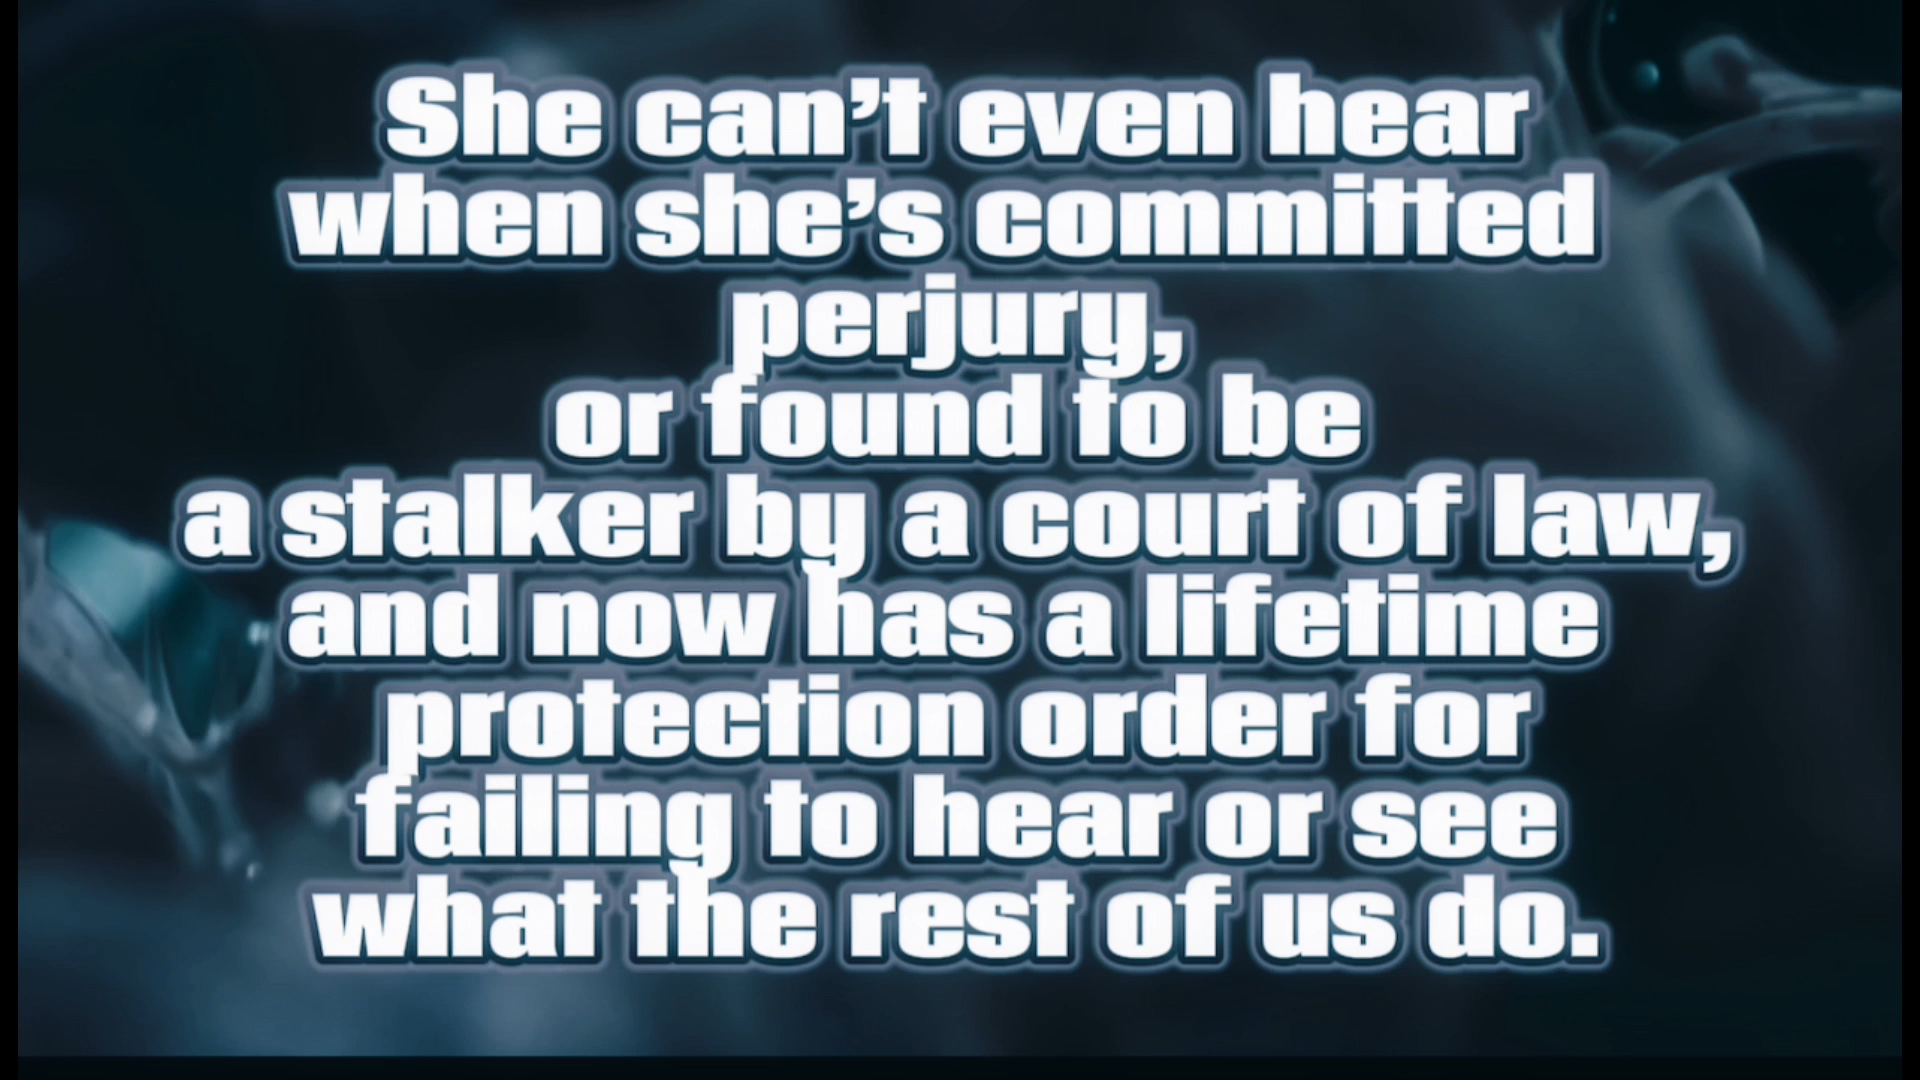 She can’t even hear
when she’s committed
perjury,
or found to be
a stalker by a court of law,
and now has a lifetime
protection order for
failing to hear or see
what the rest of us do.